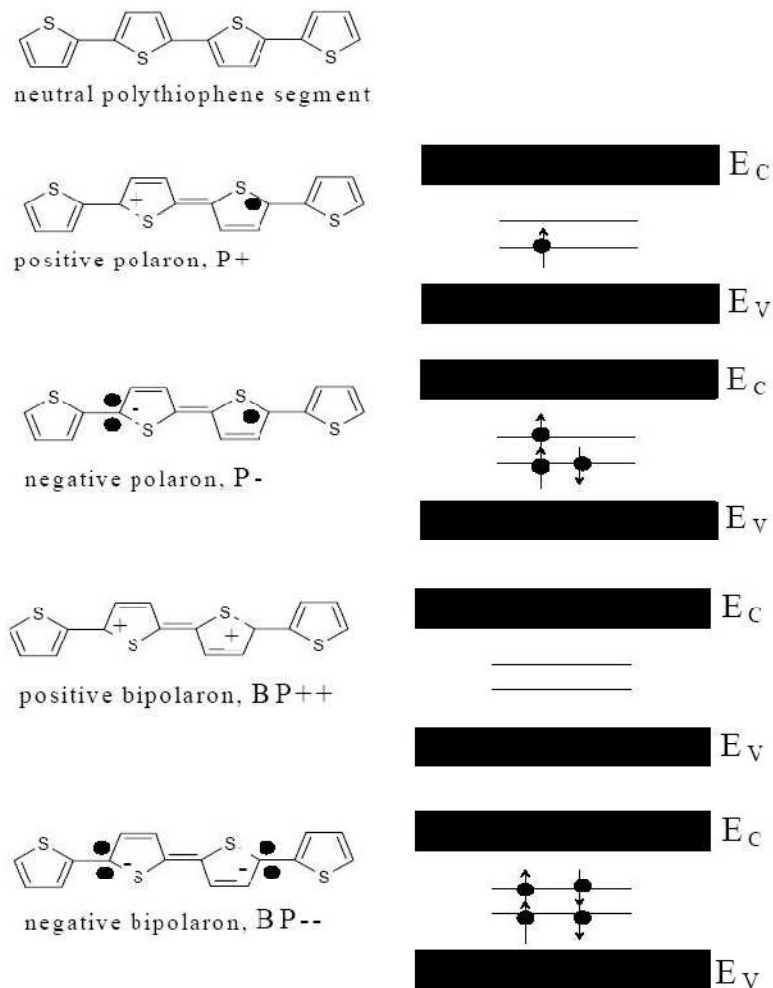 S S S S
neutral polythiophene segment
S + S S S
positive polaron, P+
E C
E V
S - S S S
negative polaron, P-
E C
E V
S + S S + S
positive bipolaron, BP++
E C
E V
S - S S - S
negative bipolaron, BP--
E C
E V